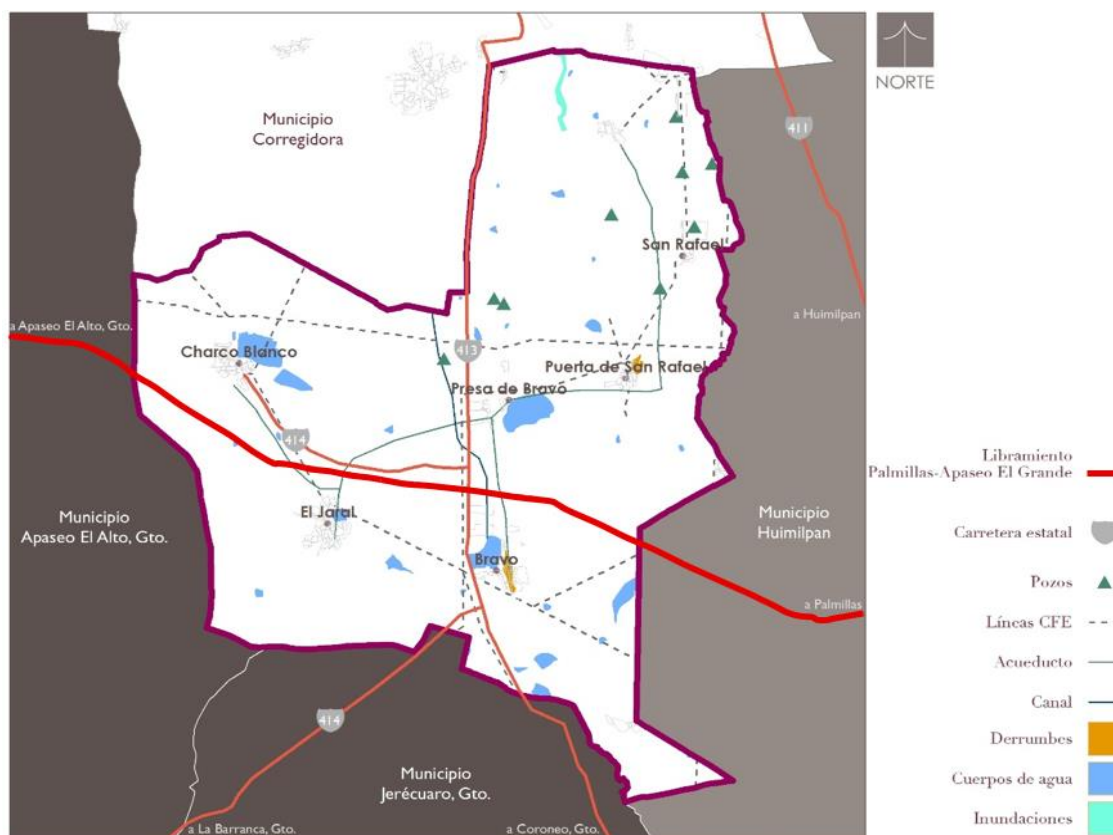 NORTE
Municipio
Corregidora
411
San Rafael
a Huimilpan
a Apaseo El Alto, Gto.
Charco Blanco
413
Puerta de San Rafael
Presa de Bravo
414
El Jaral
Municipio
Apaseo El Alto, Gto.
Municipio
Huimilpan
Bravo
a Palmillas
414
Municipio
Jerécuaro, Gto.
a La Barranca, Gto.
a Coroneo, Gto.
Libramiento
Palmillas-Apaseo El Grande
Carretera estatal
Pozos
Líneas CFE
Acueducto
Canal
Derrumbes
Cuerpos de agua
Inundaciones